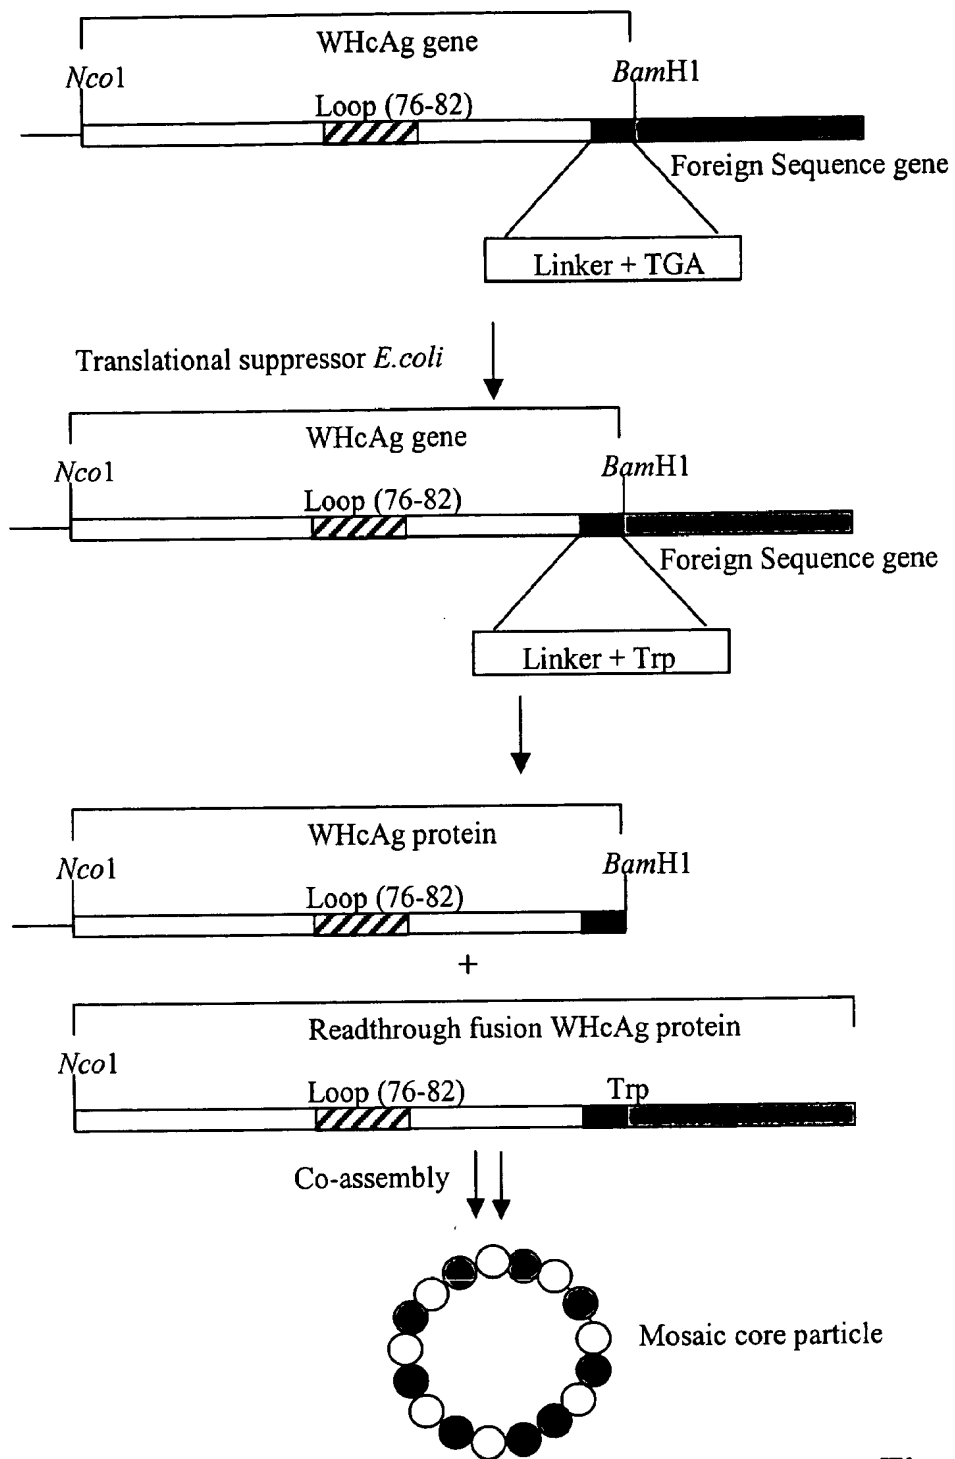 WHcAg gene
Nco1
BamH1
Loop (76-82)
Foreign Sequence gene
Linker + TGA
Translational suppressor E.coli
WHcAg gene
Nco1
BamH1
Loop (76-82)
Foreign Sequence gene
Linker + Trp
WHcAg protein
Nco1
BamH1
Loop (76-82)
+
Readthrough fusion WHcAg protein
Nco1
Loop (76-82)
Trp
Co-assembly
Mosaic core particle